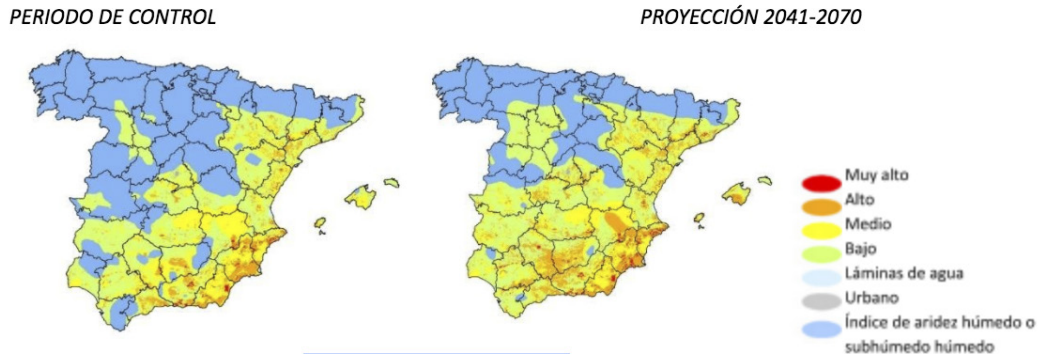 PERIODO DE CONTROL
PROYECCIÓN 2041-2070
Muy alto
Alto
Medio
Bajo
Láminas de agua
Urbano
Índice de aridez húmedo o
subhúmedo húmedo